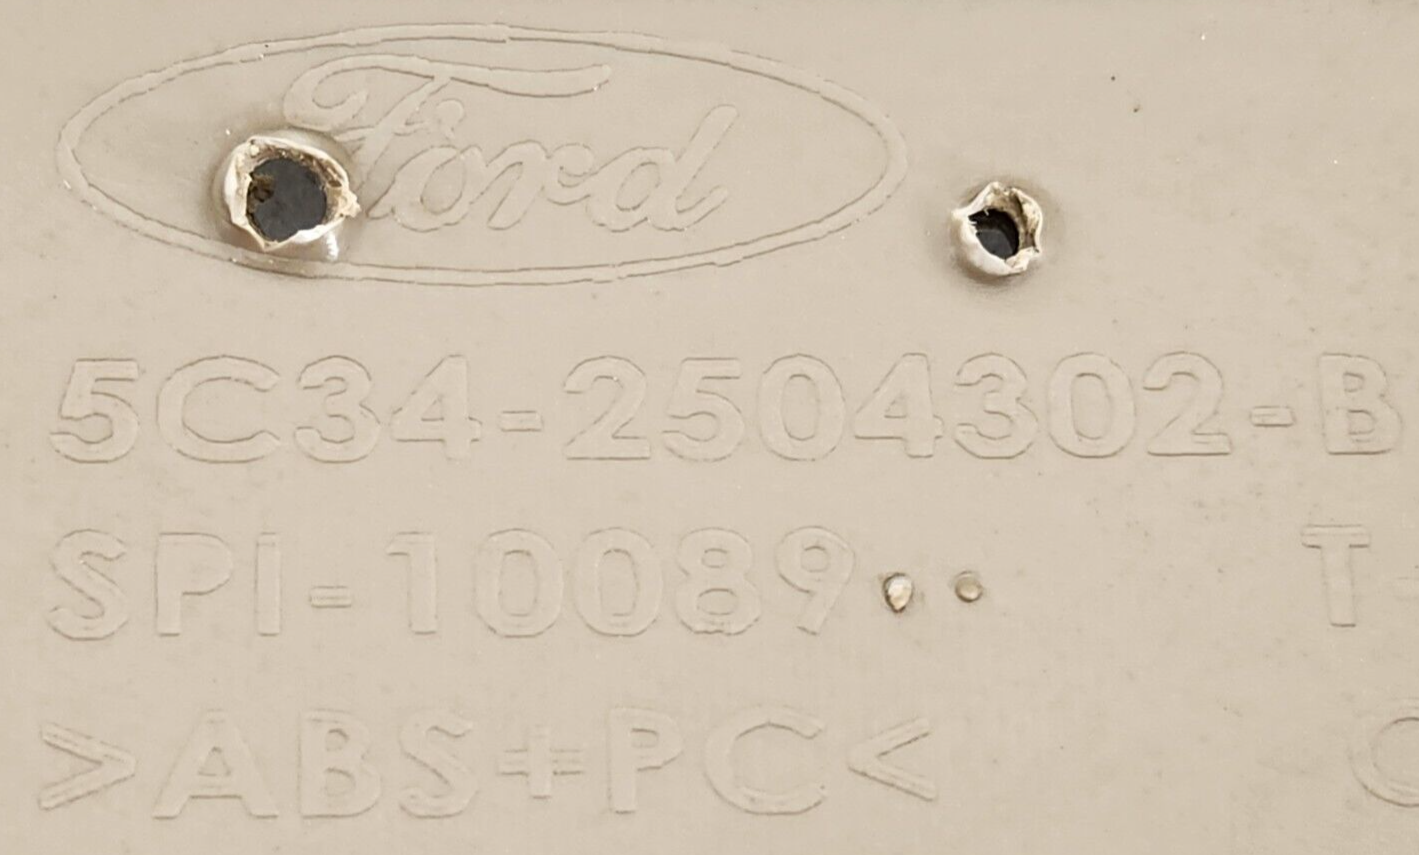 Ford
5C34-2504302-B
SPI-10089.. T-
>ABS+PC< C